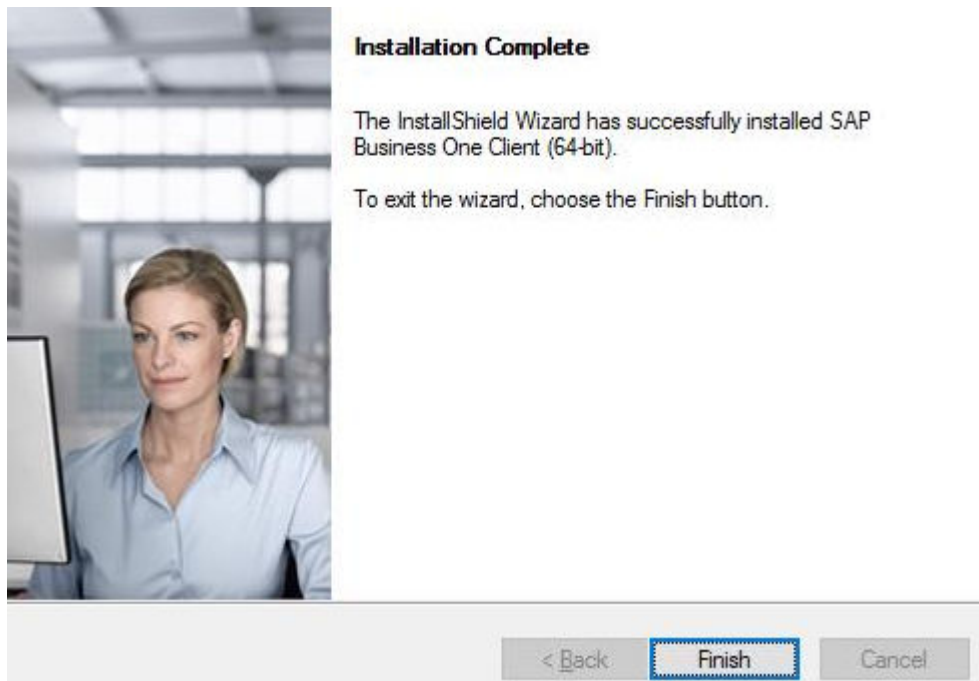 Installation Complete
The InstallShield Wizard has successfully installed SAP
Business One Client (64-bit).
To exit the wizard, choose the Finish button.
< Back
Finish
Cancel